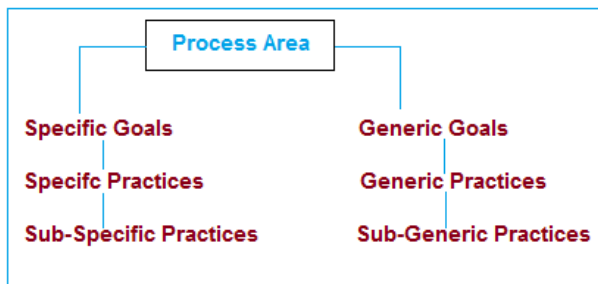 Process Area
Specific Goals
Generic Goals
Specifc Practices
Generic Practices
Sub-Specific Practices
Sub-Generic Practices